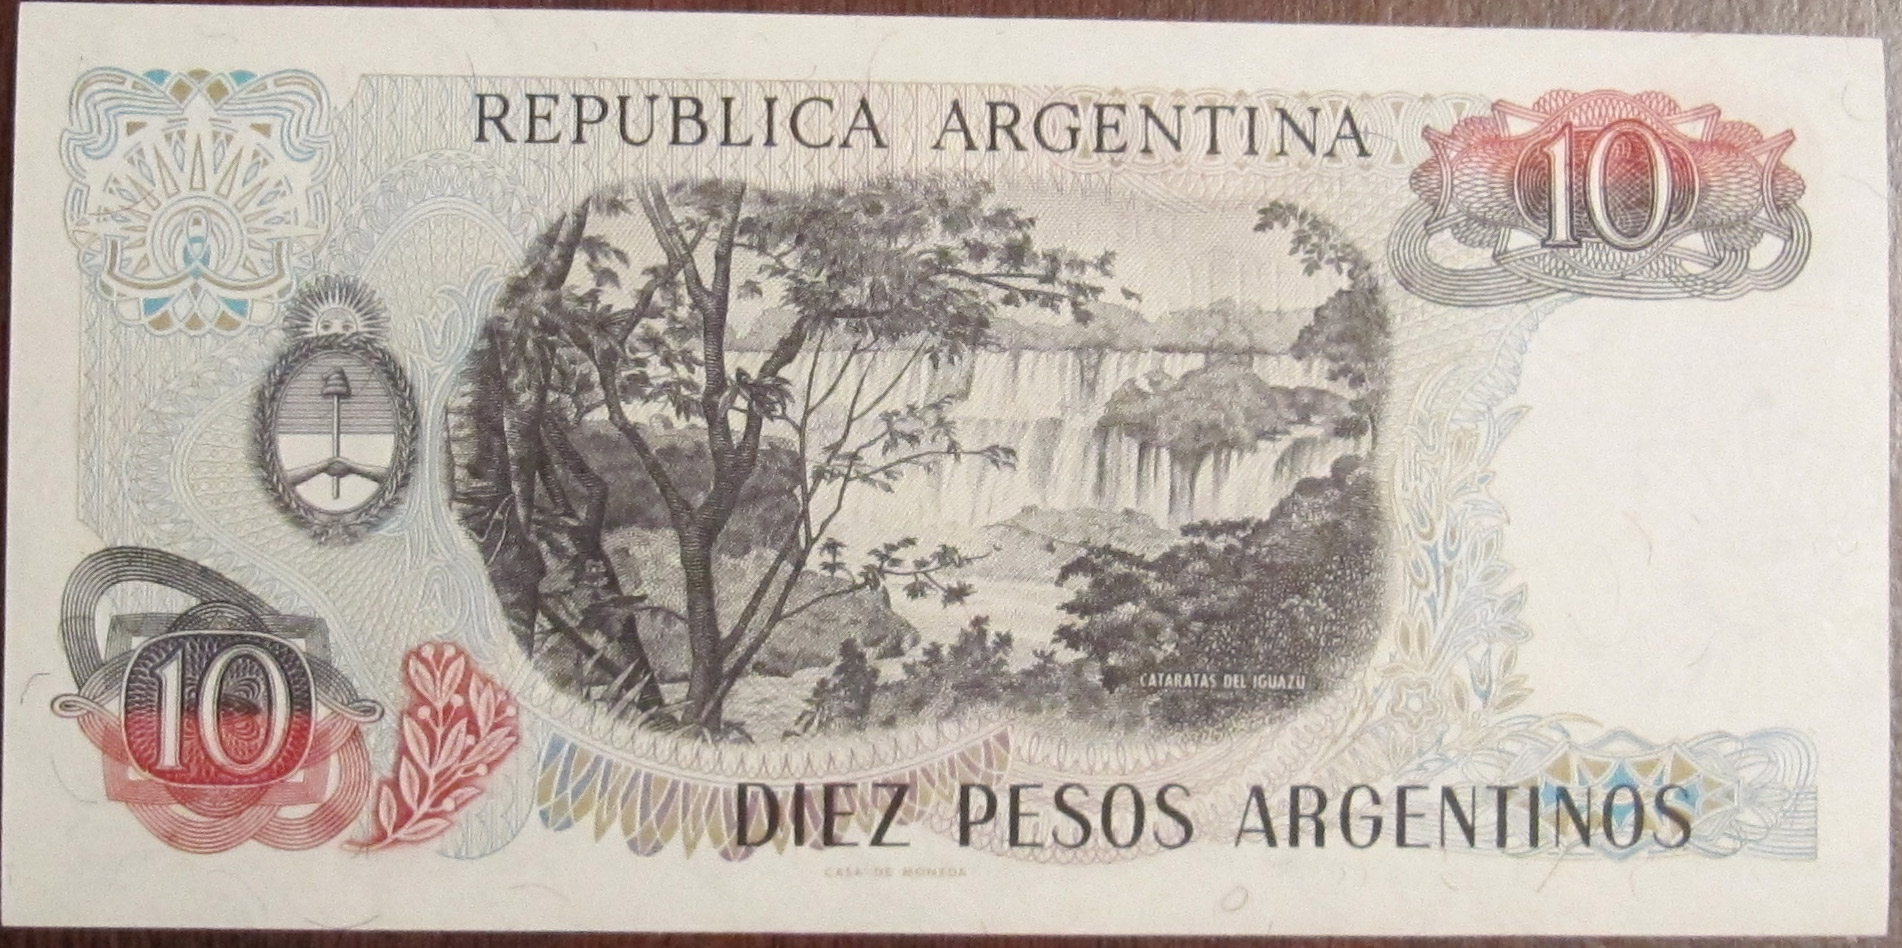 REPUBLICA ARGENTINA
10
CATARATAS DEL IGUAZU
10
DIEZ PESOS ARGENTINOS
CASA DE MONEDA